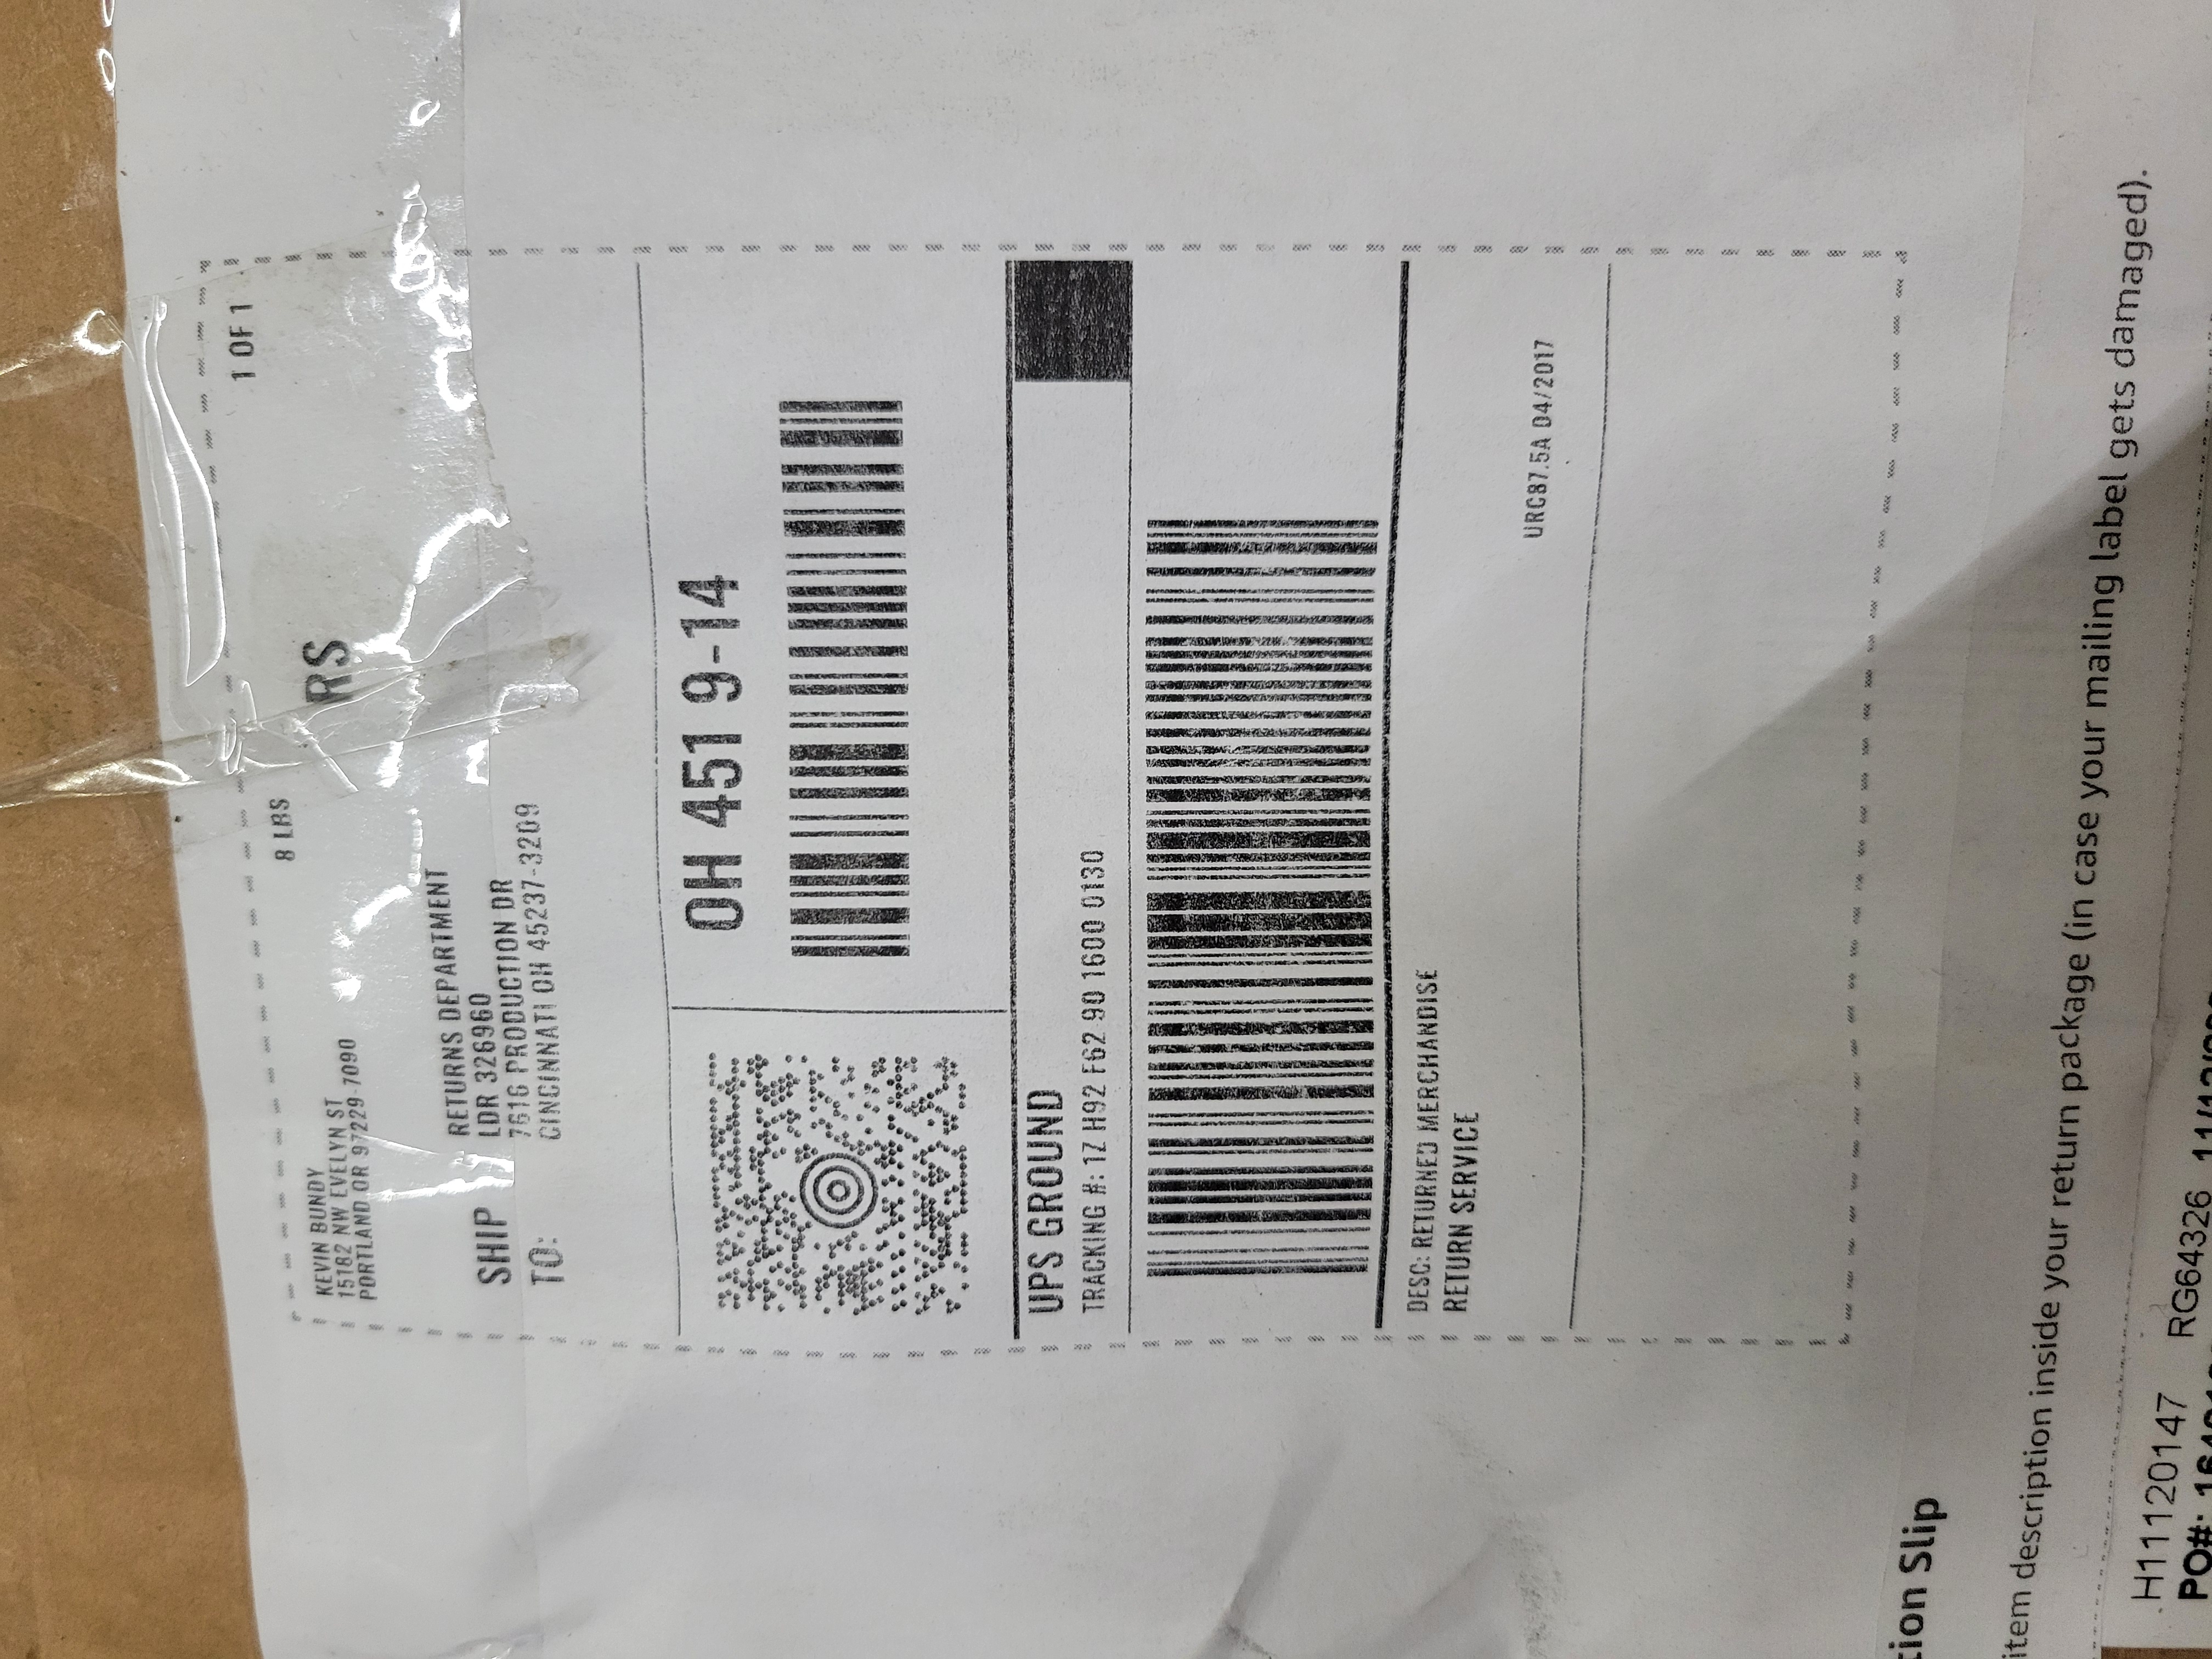 1 OF 1
8 LBS
RS
KEVIN BUNDY
15182 NW EVELYN ST
PORTLAND OR 97229-7090
SHIP
TO:
RETURNS DEPARTMENT
LDR 326960
7616 PRODUCTION DR
CINCINNATI OH 45237-3209
OH 451 9-14
UPS GROUND
TRACKING #: 1Z H92 F62 90 1600 0130
DESC: RETURNED MERCHANDISE
RETURN SERVICE
URC87.5A 04/2017
tion Slip
item description inside your return package (in case your mailing label gets damaged).
H11120147 RG64326
PO#: